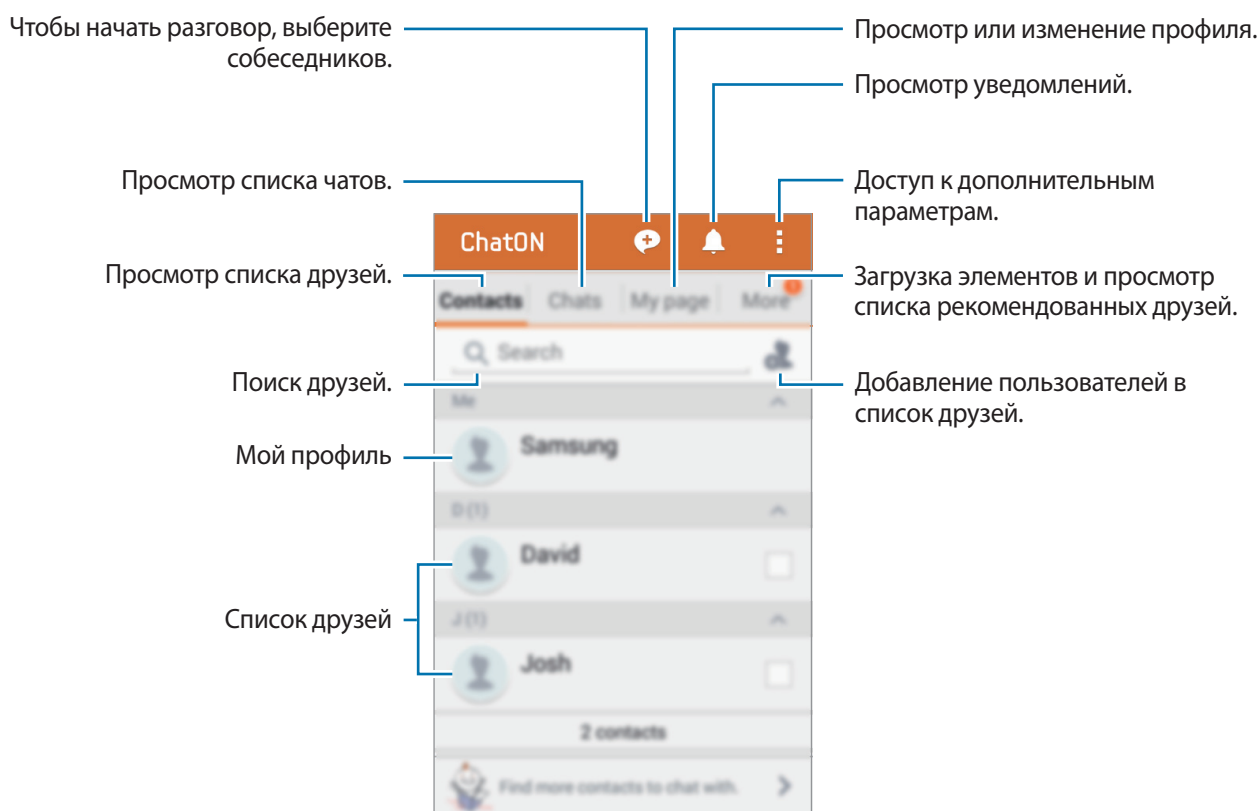 Чтобы начать разговор, выберите
собеседников.
Просмотр списка чатов.
Просмотр списка друзей.
Поиск друзей.
Мой профиль
Список друзей
Просмотр или изменение профиля.
Просмотр уведомлений.
Доступ к дополнительным
параметрам.
Загрузка элементов и просмотр
списка рекомендованных друзей.
Добавление пользователей в
список друзей.
ChatON
Contacts Chats My page More
Search
Me
Samsung
D (1)
David
J (1)
Josh
2 contacts
Find more contacts to chat with.